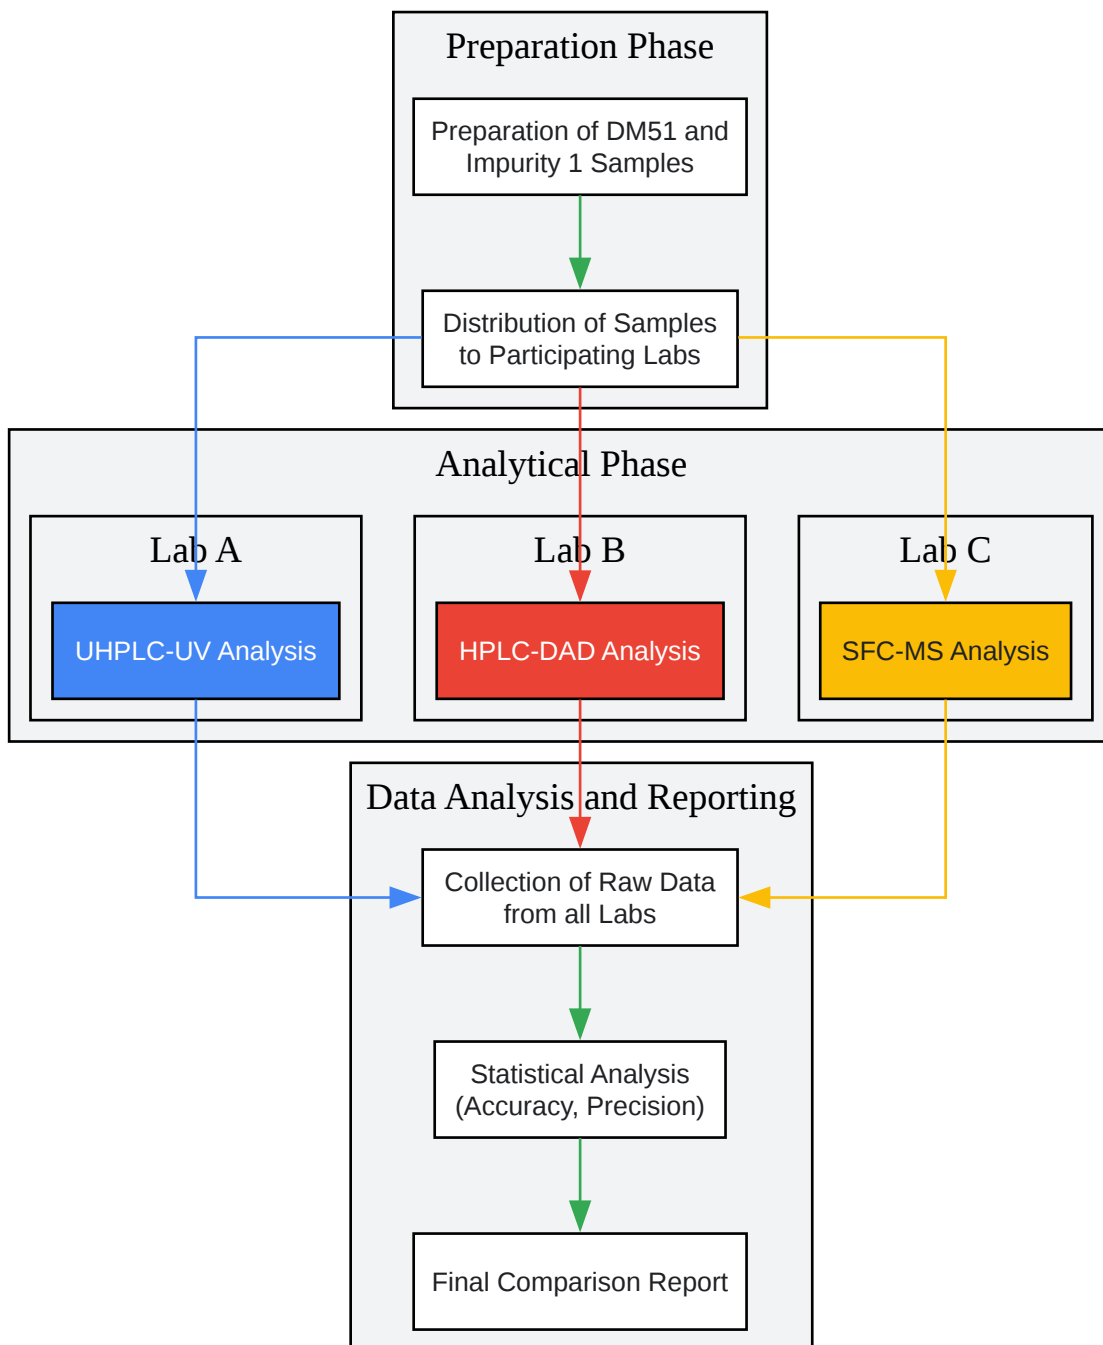 Preparation Phase
Preparation of DM51 and
Impurity 1 Samples
Distribution of Samples
to Participating Labs
Analytical Phase
Lab A
Lab B
Lab C
UHPLC-UV Analysis
HPLC-DAD Analysis
SFC-MS Analysis
Data Analysis and Reporting
Collection of Raw Data
from all Labs
Statistical Analysis
(Accuracy, Precision)
Final Comparison Report